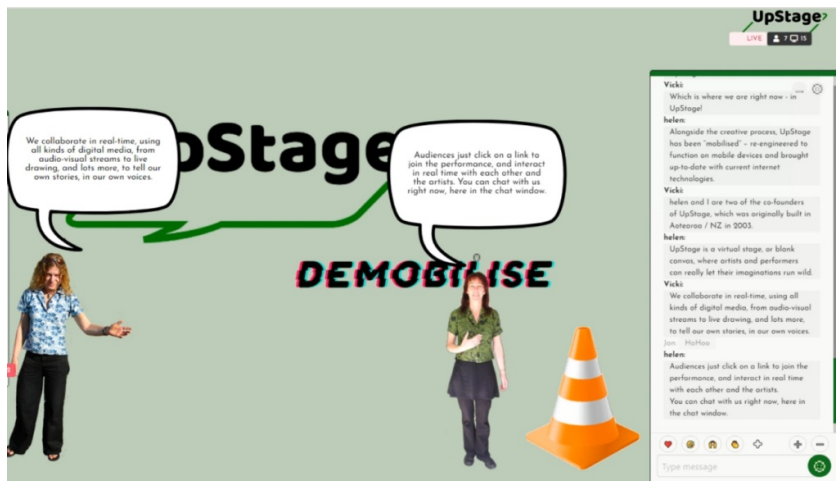 UpStage
LIVE 7 15
We collaborate in real-time, using
all kinds of digital media, from
audio-visual streams to live
drawing, and lots more, to tell our
own stories, in our own voices.
pStage
Audiences just click on a link to
join the performance, and interact
in real time with each other and
the artists. You can chat with us
right now, here in the chat window.
DEMOBILISE
Vicki:
Which is where we are right now - in
UpStage!
helen:
Alongside the creative process, UpStage
has been "mobilised" – re-engineered to
function on mobile devices and brought
up-to-date with current internet
technologies.
Vicki:
helen and I are two of the co-founders
of UpStage, which was originally built in
Aotearoa / NZ in 2003.
helen:
UpStage is a virtual stage, or blank
canvas, where artists and performers
can really let their imaginations run wild.
Vicki:
We collaborate in real-time, using all
kinds of digital media, from audio-visual
streams to live drawing, and lots more,
to tell our own stories, in our own voices.
Jan HaHaa
helen:
Audiences just click on a link to join the
performance, and interact in real time
with each other and the artists.
You can chat with us right now, here in
the chat window.
Type message